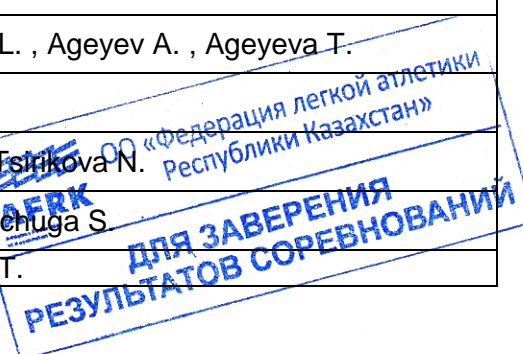 L. , Ageyev A. , Ageyeva T.
ОО «Федерация легкой атлетики
Республики Казахстан»
Tsirikova N.
AFRK
chuga S.
ДЛЯ ЗАВЕРЕНИЯ
T.
РЕЗУЛЬТАТОВ СОРЕВНОВАНИЙ